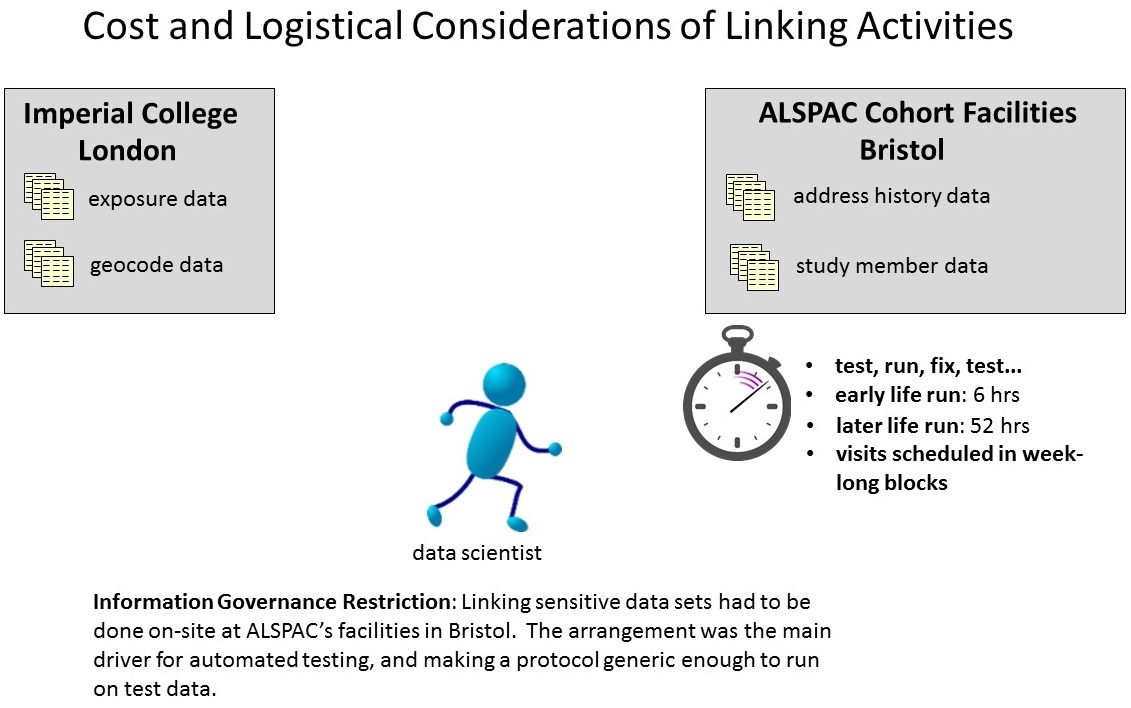 Cost and Logistical Considerations of Linking Activities
Imperial College
London
exposure data
geocode data
ALSPAC Cohort Facilities
Bristol
address history data
study member data
• test, run, fix, test...
• early life run: 6 hrs
• later life run: 52 hrs
• visits scheduled in week-
long blocks
data scientist
Information Governance Restriction: Linking sensitive data sets had to be
done on-site at ALSPAC’s facilities in Bristol.  The arrangement was the main
driver for automated testing, and making a protocol generic enough to run
on test data.